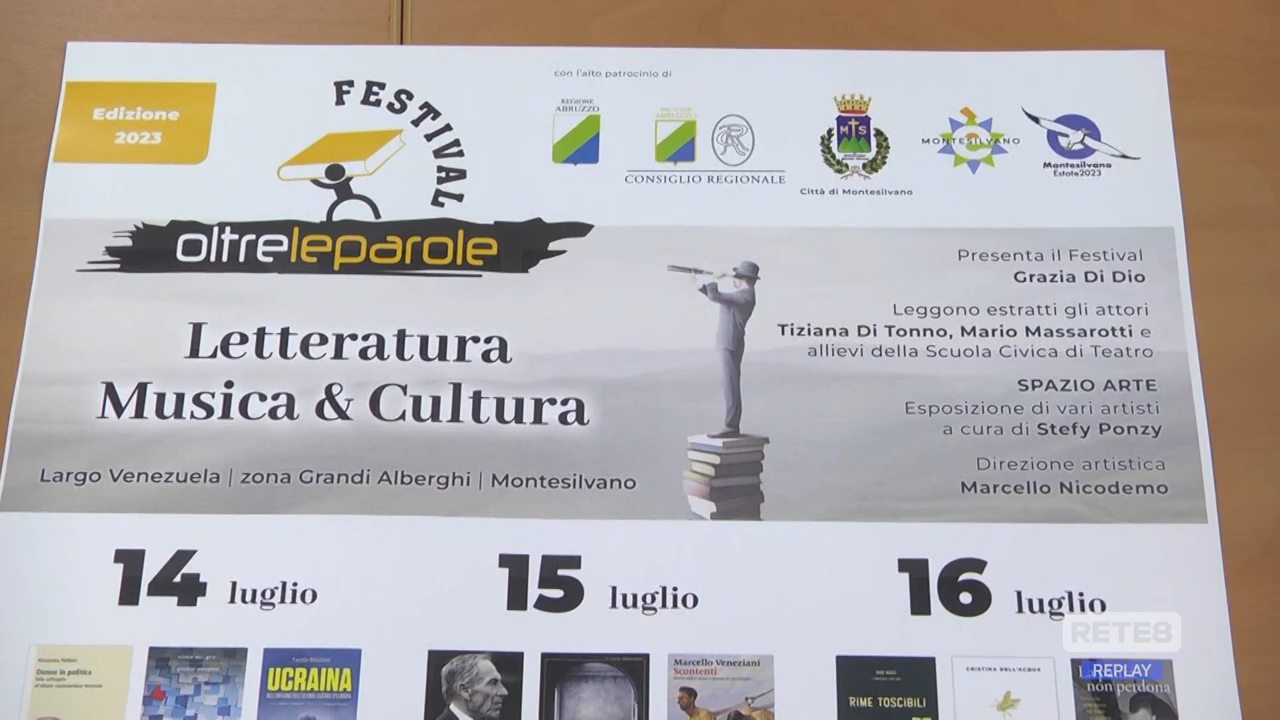 Edizione
2023
FESTIVAL
oltreleparole
con l'alto patrocinio di
REGIONE
ABRUZZO
CONSIGLIO REGIONALE
MTS
Città di Montesilvano
MONTESILVANO
Montesilvano
Estate2023
Letteratura
Musica & Cultura
Largo Venezuela | zona Grandi Alberghi | Montesilvano
Presenta il Festival
Grazia Di Dio
Leggono estratti gli attori
Tiziana Di Tonno, Mario Massarotti e
allievi della Scuola Civica di Teatro
SPAZIO ARTE
Esposizione di vari artisti
a cura di Stefy Ponzy
Direzione artistica
Marcello Nicodemo
14 luglio
15 luglio
16 luglio
Donne in politica
UCRAINA
Marcello Veneziani
Scontenti
RIME TOSCIBILI
CRISTINA DELL'ACQUA
non perdona
RETE8
REPLAY